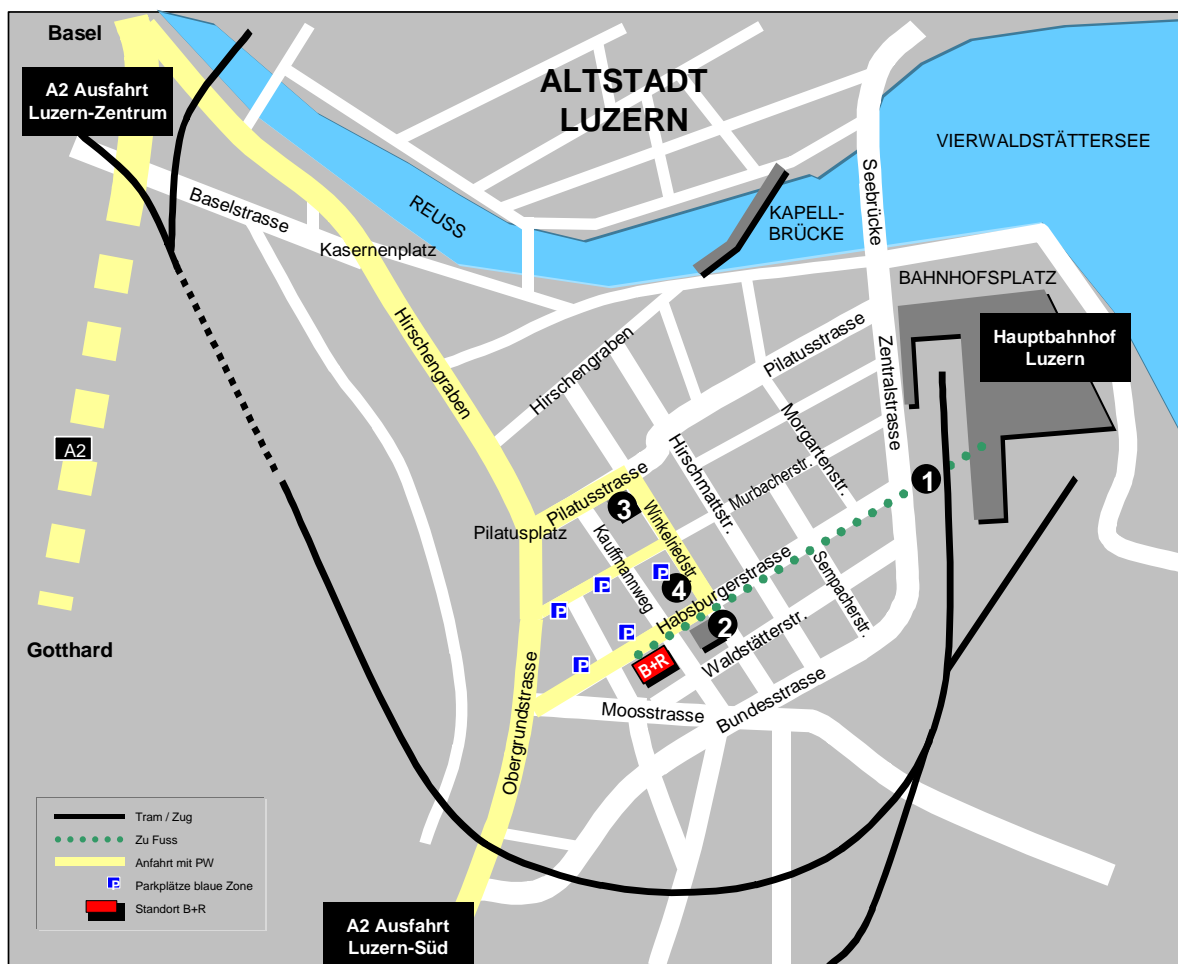 Basel
A2 Ausfahrt
Luzern-Zentrum
ALTSTADT
LUZERN
VIERWALDSTÄTTERSEE
Seebrücke
REUSS
KAPELL-
BRÜCKE
Baselstrasse
Kasernenplatz
BAHNHOFSPLATZ
Hauptbahnhof
Luzern
Hirschengraben
Hirschengraben
Pilatusstrasse
Zentralstrasse
A2
Morgartenstr.
Hirschmattstr.
Murbacherstr.
1
Pilatusstrasse
3
Winkelriedstr.
Pilatusplatz
Kauffmannweg
P
P
P
P
P
4
Habsburgerstrasse
Sempacherstr.
2
Waldstätterstr.
B+R
Gotthard
Moosstrasse
Bundesstrasse
Obergrundstrasse
Tram / Zug
Zu Fuss
Anfahrt mit PW
P
Parkplätze blaue Zone
Standort B+R
A2 Ausfahrt
Luzern-Süd